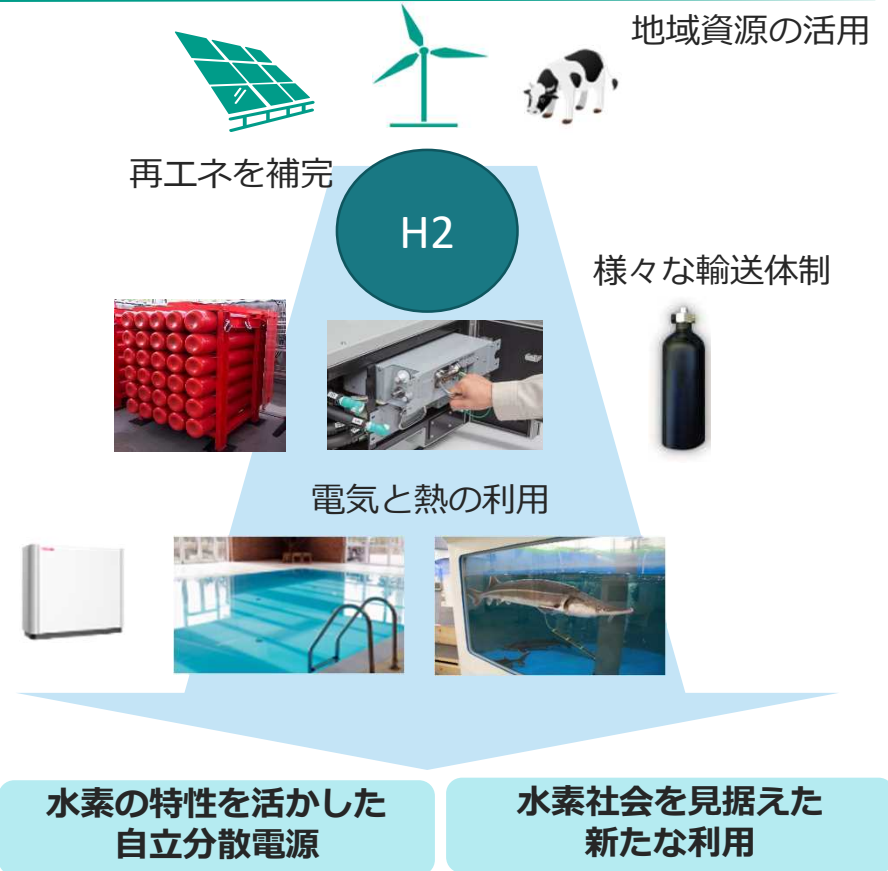 地域資源の活用
再エネを補完
H2
様々な輸送体制
電気と熱の利用
水素の特性を活かした
自立分散電源
水素社会を見据えた
新たな利用